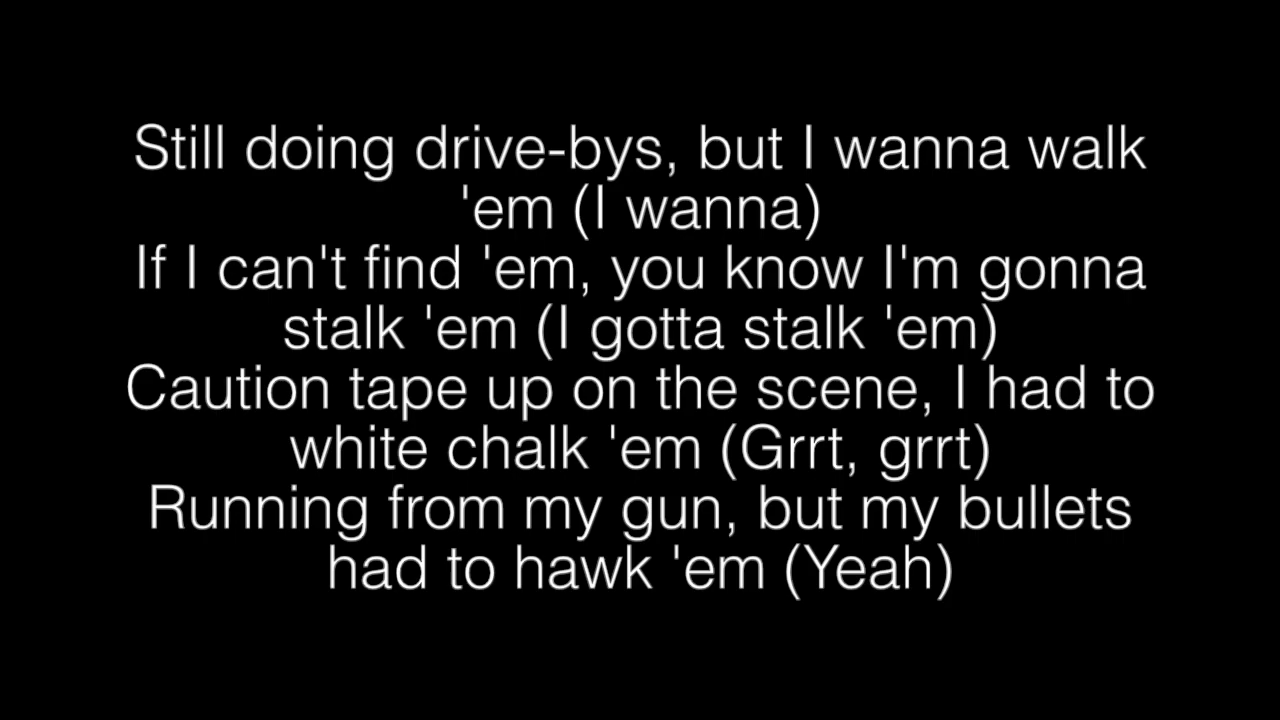 Still doing drive-bys, but I wanna walk
'em (I wanna)
If I can't find 'em, you know I'm gonna
stalk 'em (I gotta stalk 'em)
Caution tape up on the scene, I had to
white chalk 'em (Grrt, grrt)
Running from my gun, but my bullets
had to hawk 'em (Yeah)